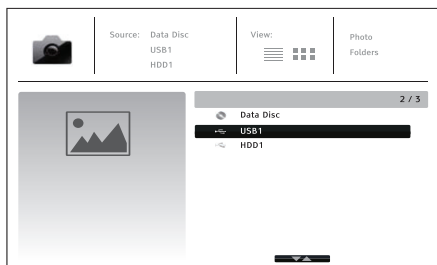 Source: Data Disc
USB1
HDD1
View:
Photo
Folders
2 / 3
Data Disc
USB1
HDD1